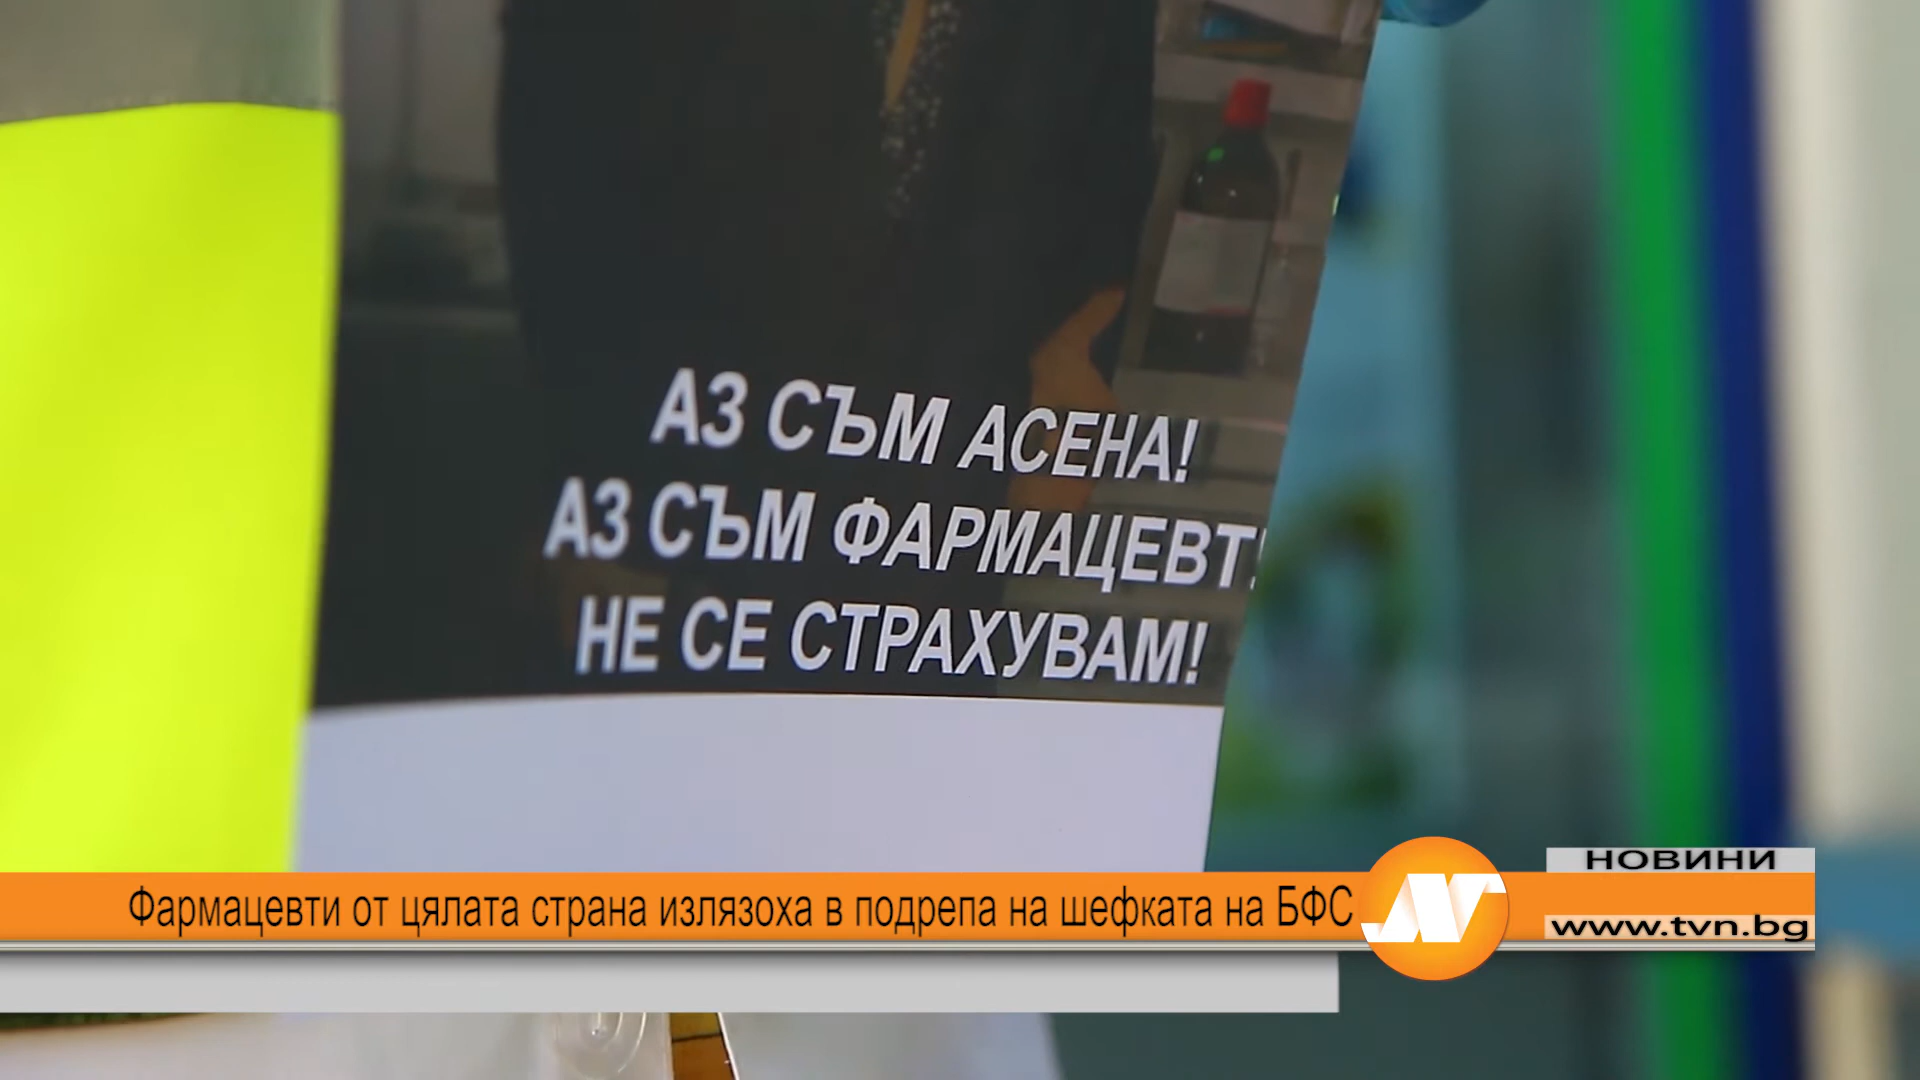 АЗ СЪМ АСЕНА!
АЗ СЪМ ФАРМАЦЕВТ!
НЕ СЕ СТРАХУВАМ!
Фармацевти от цялата страна излязоха в подрепа на шефката на БФС
НОВИНИ
www.tvn.bg